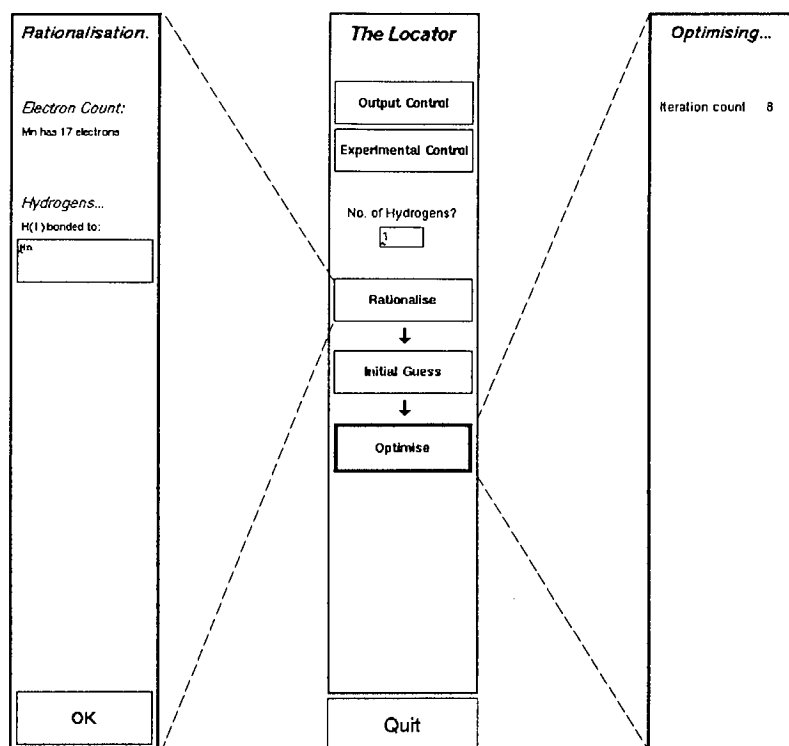 Rationalisation.
Electron Count:
Mn has 17 electrons
Hydrogens...
H(1) bonded to:
Mn
OK
The Locator
Output Control
Experimental Control
No. of Hydrogens?
1
Rationalise
Initial Guess
Optimise
Quit
Optimising...
Iteration count 8